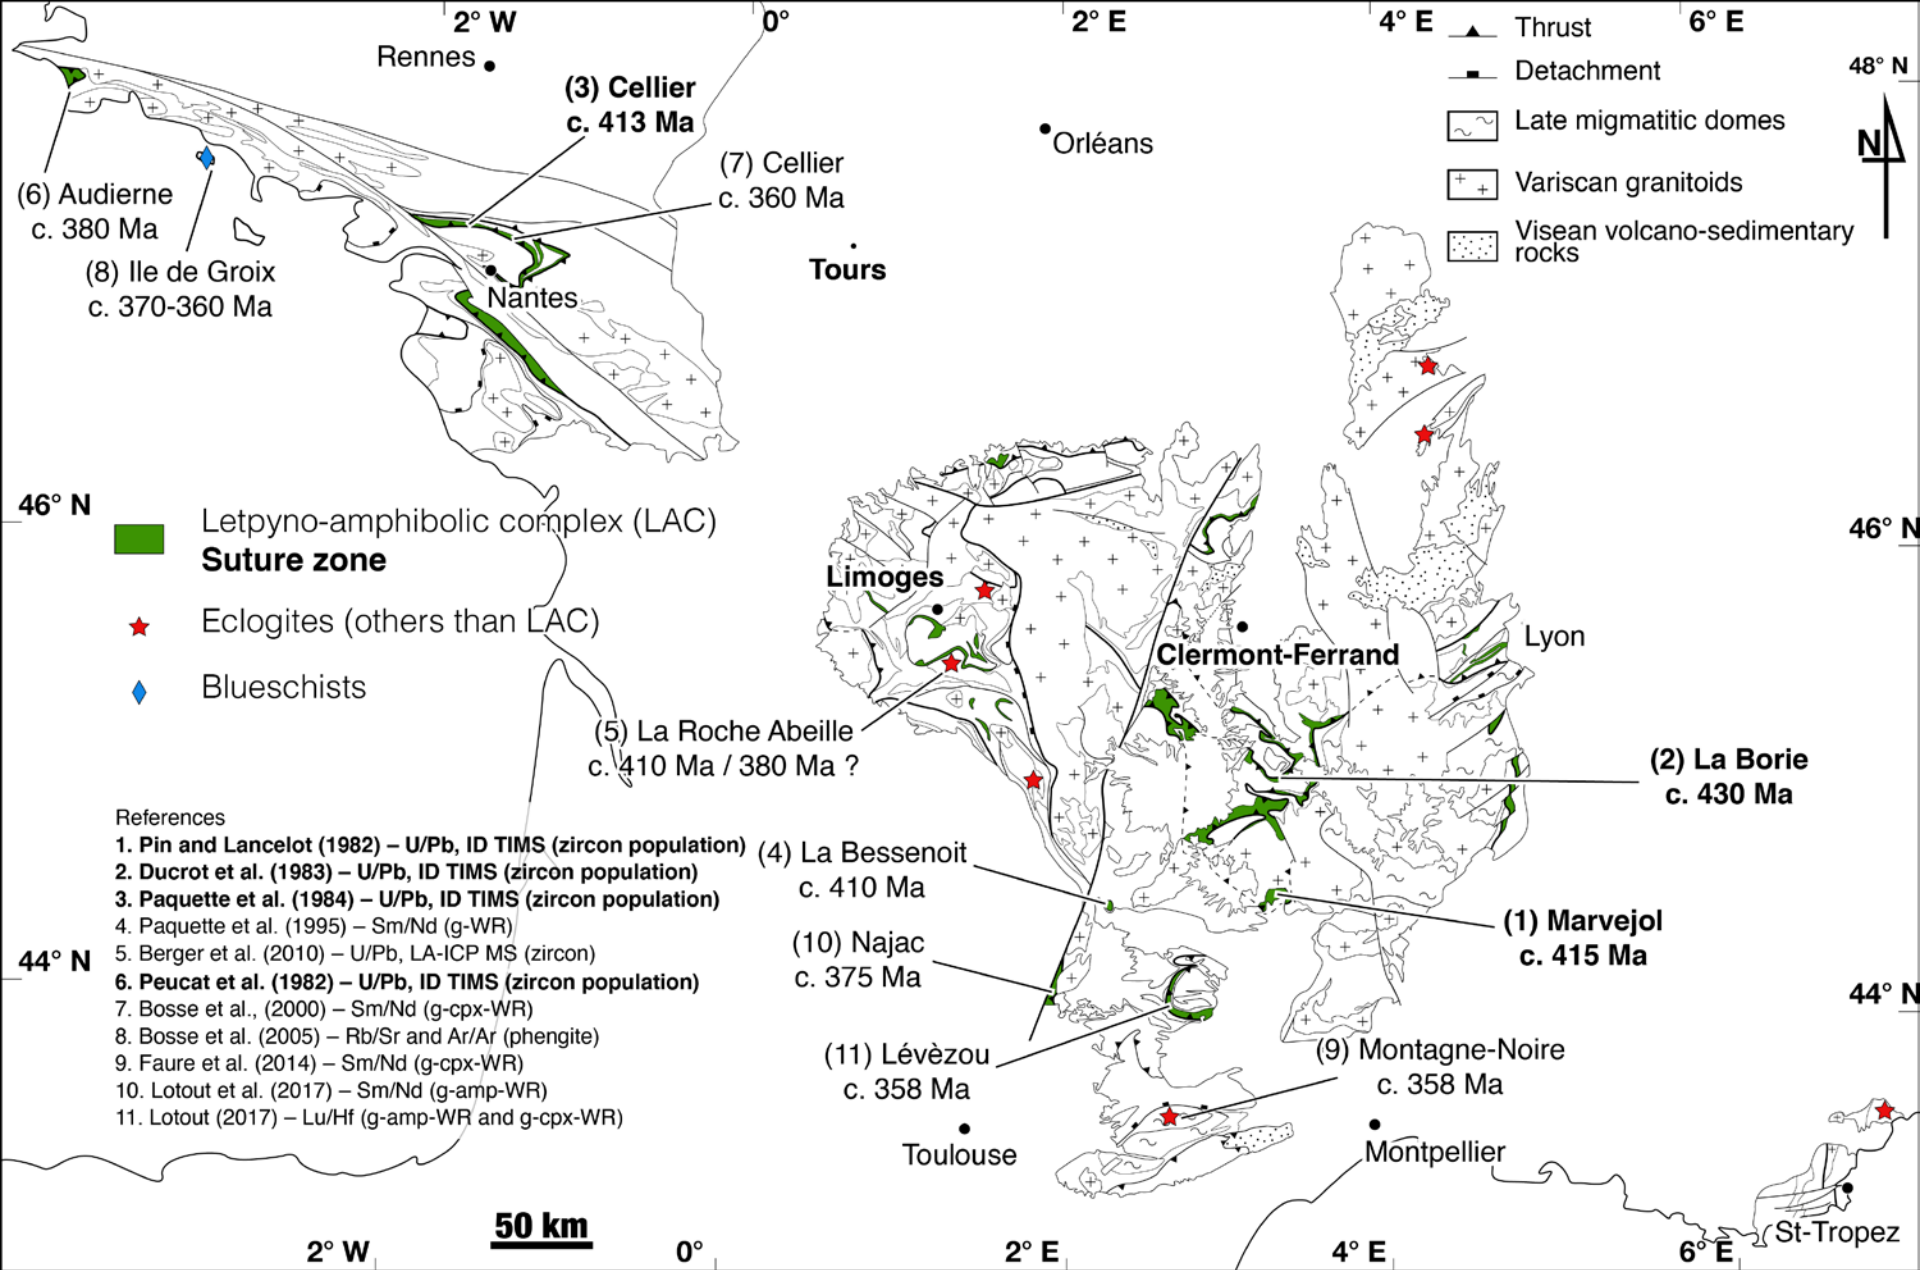 2° W
0°
2° E
4° E
6° E
Thrust
Detachment
Late migmatitic domes
Variscan granitoids
Visean volcano-sedimentary
rocks
48° N
N
Rennes
(3) Cellier
c. 413 Ma
(7) Cellier
c. 360 Ma
Orléans
(6) Audierne
c. 380 Ma
(8) Ile de Groix
c. 370-360 Ma
Nantes
Tours
46° N
Letpyno-amphibolic complex (LAC)
Suture zone
Eclogites (others than LAC)
Blueschists
46° N
Limoges
Clermont-Ferrand
Lyon
(5) La Roche Abeille
c. 410 Ma / 380 Ma ?
(2) La Borie
c. 430 Ma
References
1. Pin and Lancelot (1982) – U/Pb, ID TIMS (zircon population)
2. Ducrot et al. (1983) – U/Pb, ID TIMS (zircon population)
3. Paquette et al. (1984) – U/Pb, ID TIMS (zircon population)
4. Paquette et al. (1995) – Sm/Nd (g-WR)
5. Berger et al. (2010) – U/Pb, LA-ICP MS (zircon)
6. Peucat et al. (1982) – U/Pb, ID TIMS (zircon population)
7. Bosse et al., (2000) – Sm/Nd (g-cpx-WR)
8. Bosse et al. (2005) – Rb/Sr and Ar/Ar (phengite)
9. Faure et al. (2014) – Sm/Nd (g-cpx-WR)
10. Lotout et al. (2017) – Sm/Nd (g-amp-WR)
11. Lotout (2017) – Lu/Hf (g-amp-WR and g-cpx-WR)
44° N
(4) La Bessenoit
c. 410 Ma
(10) Najac
c. 375 Ma
(1) Marvejol
c. 415 Ma
44° N
(11) Lévèzou
c. 358 Ma
(9) Montagne-Noire
c. 358 Ma
Toulouse
Montpellier
St-Tropez
50 km
2° W
0°
2° E
4° E
6° E